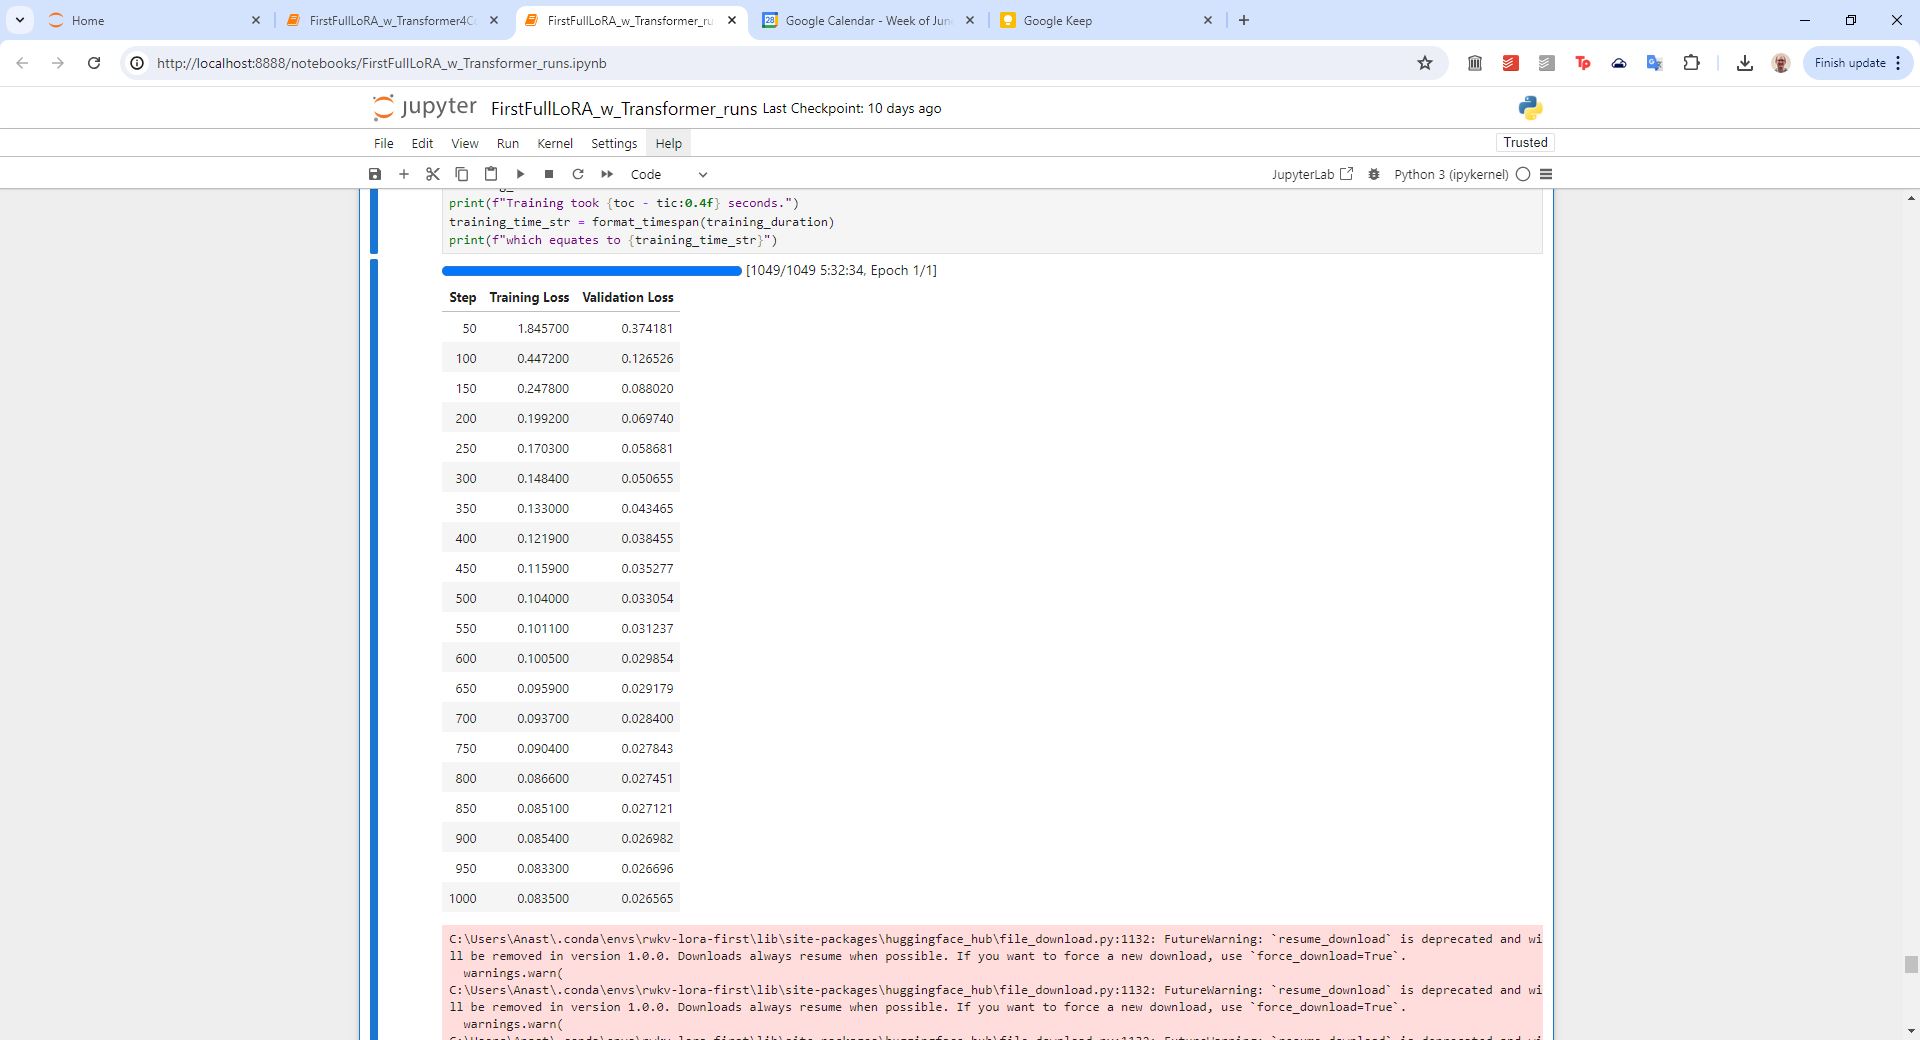 Home
FirstFullLoRA_w_Transformer4C
FirstFullLoRA_w_Transformer_ru
Google Calendar - Week of June
Google Keep
http://localhost:8888/notebooks/FirstFullLoRA_w_Transformer_runs.ipynb
Finish update
jupyter FirstFullLoRA_w_Transformer_runs Last Checkpoint: 10 days ago
File Edit View Run Kernel Settings Help
Trusted
Code
JupyterLab
Python 3 (ipykernel)
print(f"Training took {toc - tic:0.4f} seconds.")
training_time_str = format_timespan(training_duration)
print(f"which equates to {training_time_str}")
[1049/1049 5:32:34, Epoch 1/1]
Step Training Loss Validation Loss
50 1.845700 0.374181
100 0.447200 0.126526
150 0.247800 0.088020
200 0.199200 0.069740
250 0.170300 0.058681
300 0.148400 0.050655
350 0.133000 0.043465
400 0.121900 0.038455
450 0.115900 0.035277
500 0.104000 0.033054
550 0.101100 0.031237
600 0.100500 0.029854
650 0.095900 0.029179
700 0.093700 0.028400
750 0.090400 0.027843
800 0.086600 0.027451
850 0.085100 0.027121
900 0.085400 0.026982
950 0.083300 0.026696
1000 0.083500 0.026565
C:\Users\Anast\.conda\envs\rwkv-lora-first\lib\site-packages\huggingface_hub\file_download.py:1132: FutureWarning: `resume_download` is deprecated and wi
ll be removed in version 1.0.0. Downloads always resume when possible. If you want to force a new download, use `force_download=True`.
warnings.warn(
C:\Users\Anast\.conda\envs\rwkv-lora-first\lib\site-packages\huggingface_hub\file_download.py:1132: FutureWarning: `resume_download` is deprecated and wi
ll be removed in version 1.0.0. Downloads always resume when possible. If you want to force a new download, use `force_download=True`.
warnings.warn(